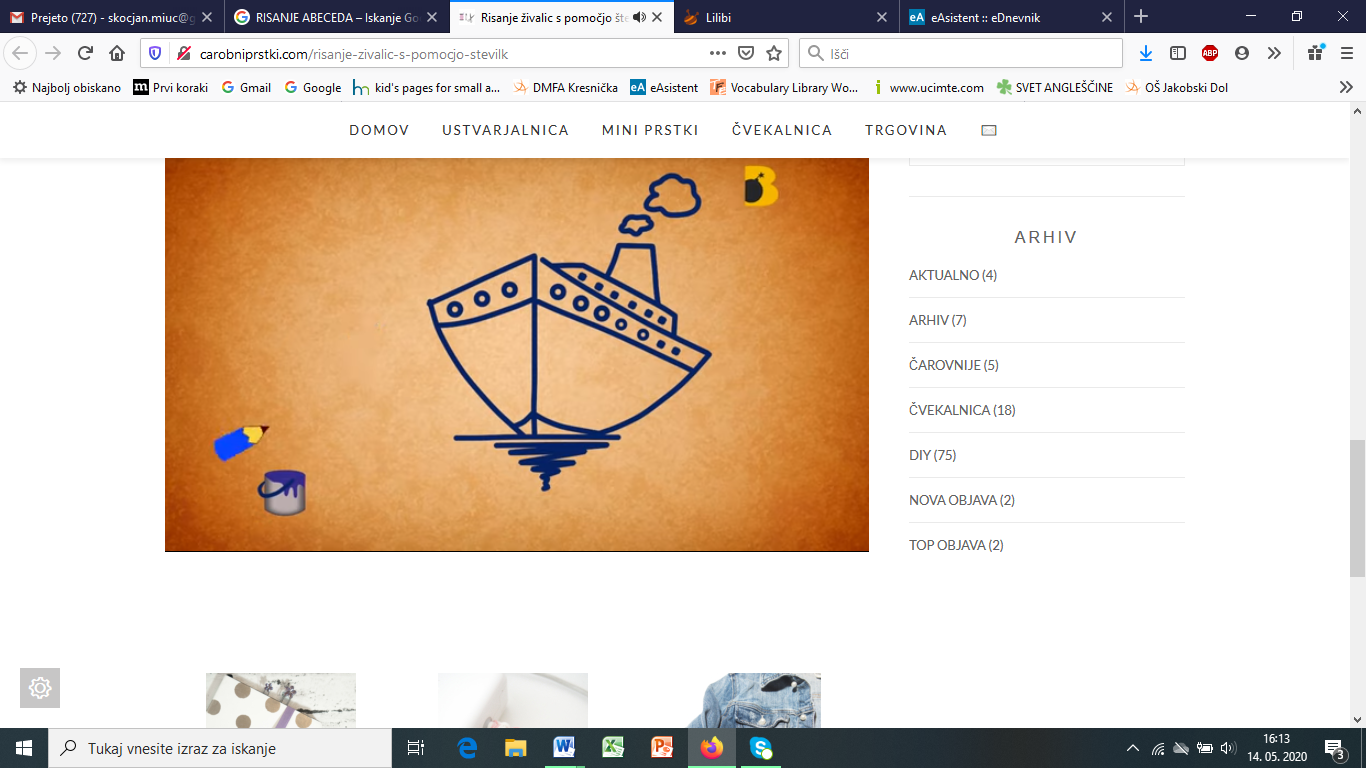 Prejeto (727) - skocjan.miuc@g
RISANJE ABECEDA – Iskanje Go
Risanje živalic s pomočjo šte
Lilibi
eAsistent :: eDnevnik
carobniprstki.com/risanje-zivalic-s-pomocjo-stevilk
Išči
Najbolj obiskano
Prvi koraki
Gmail
Google
kid's pages for small a...
DMFA Kresnička
eAsistent
Vocabulary Library Wo...
www.ucimte.com
SVET ANGLEŠČINE
OŠ Jakobski Dol
DOMOV
USTVARJALNICA
MINI PRSTKI
ČVEKALNICA
TRGOVINA
B
ARHIV
AKTUALNO (4)
ARHIV (7)
ČAROVNIJE (5)
ČVEKALNICA (18)
DIY (75)
NOVA OBJAVA (2)
TOP OBJAVA (2)
Tukaj vnesite izraz za iskanje
16:13
14. 05. 2020
3